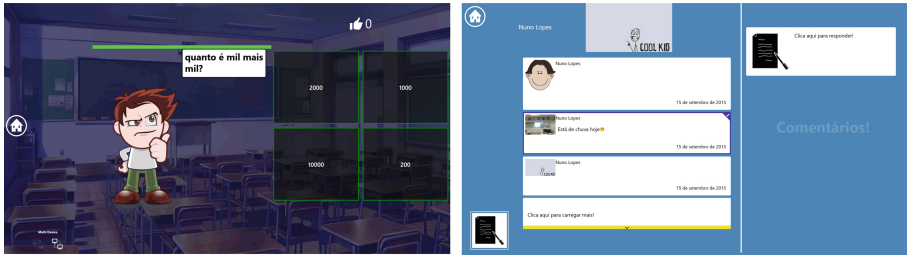 0
quanto é mil mais
mil?
2000
1000
10000
200
Multi Device
Nuno Lopes
COOL KID
Nuno Lopes
15 de setembro de 2015
Nuno Lopes
Está de chuva hoje
15 de setembro de 2015
Nuno Lopes
15 de setembro de 2015
Clica aqui para carregar mais!
Clica aqui para responder!
Comentários!